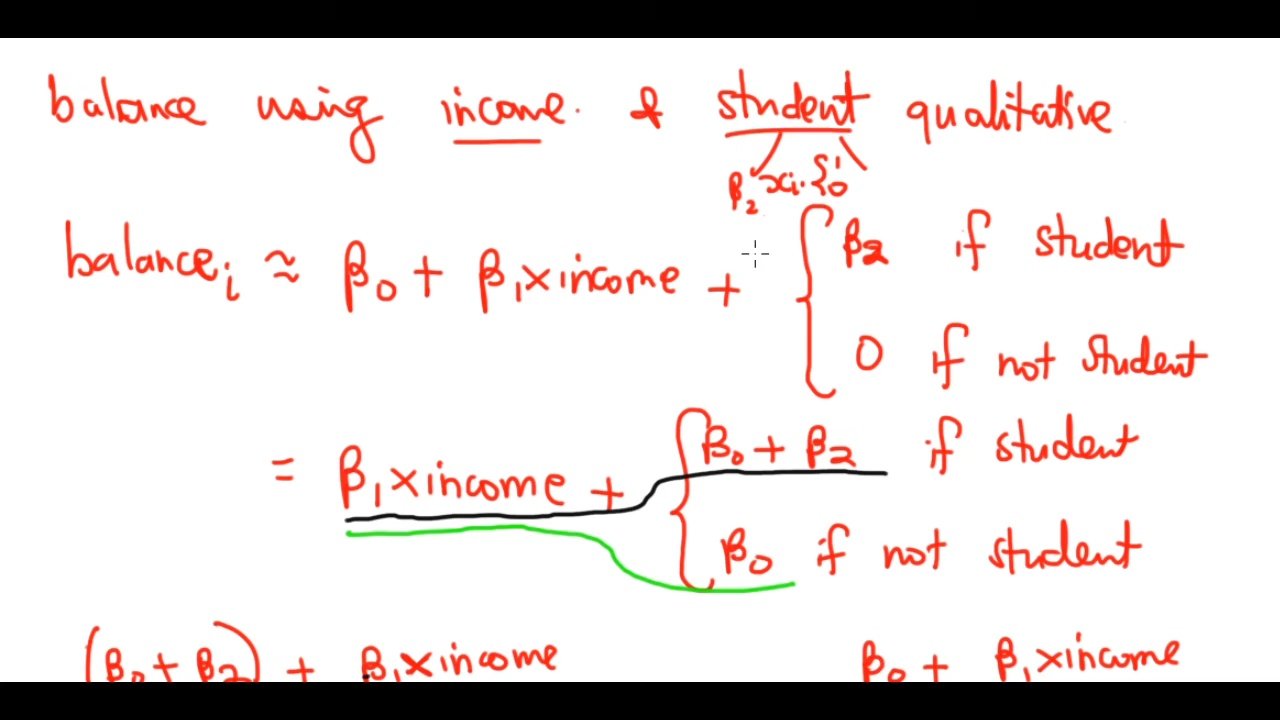 balance using income & student qualitative
β₂ xᵢ. { 1
0
balanceᵢ ≈ β₀ + β₁ × income + { β₂ if student
0 if not student
= β₁ × income + { β₀ + β₂ if student
β₀ if not student
(β₀ + β₂) + β₁ × income β₀ + β₁ × income